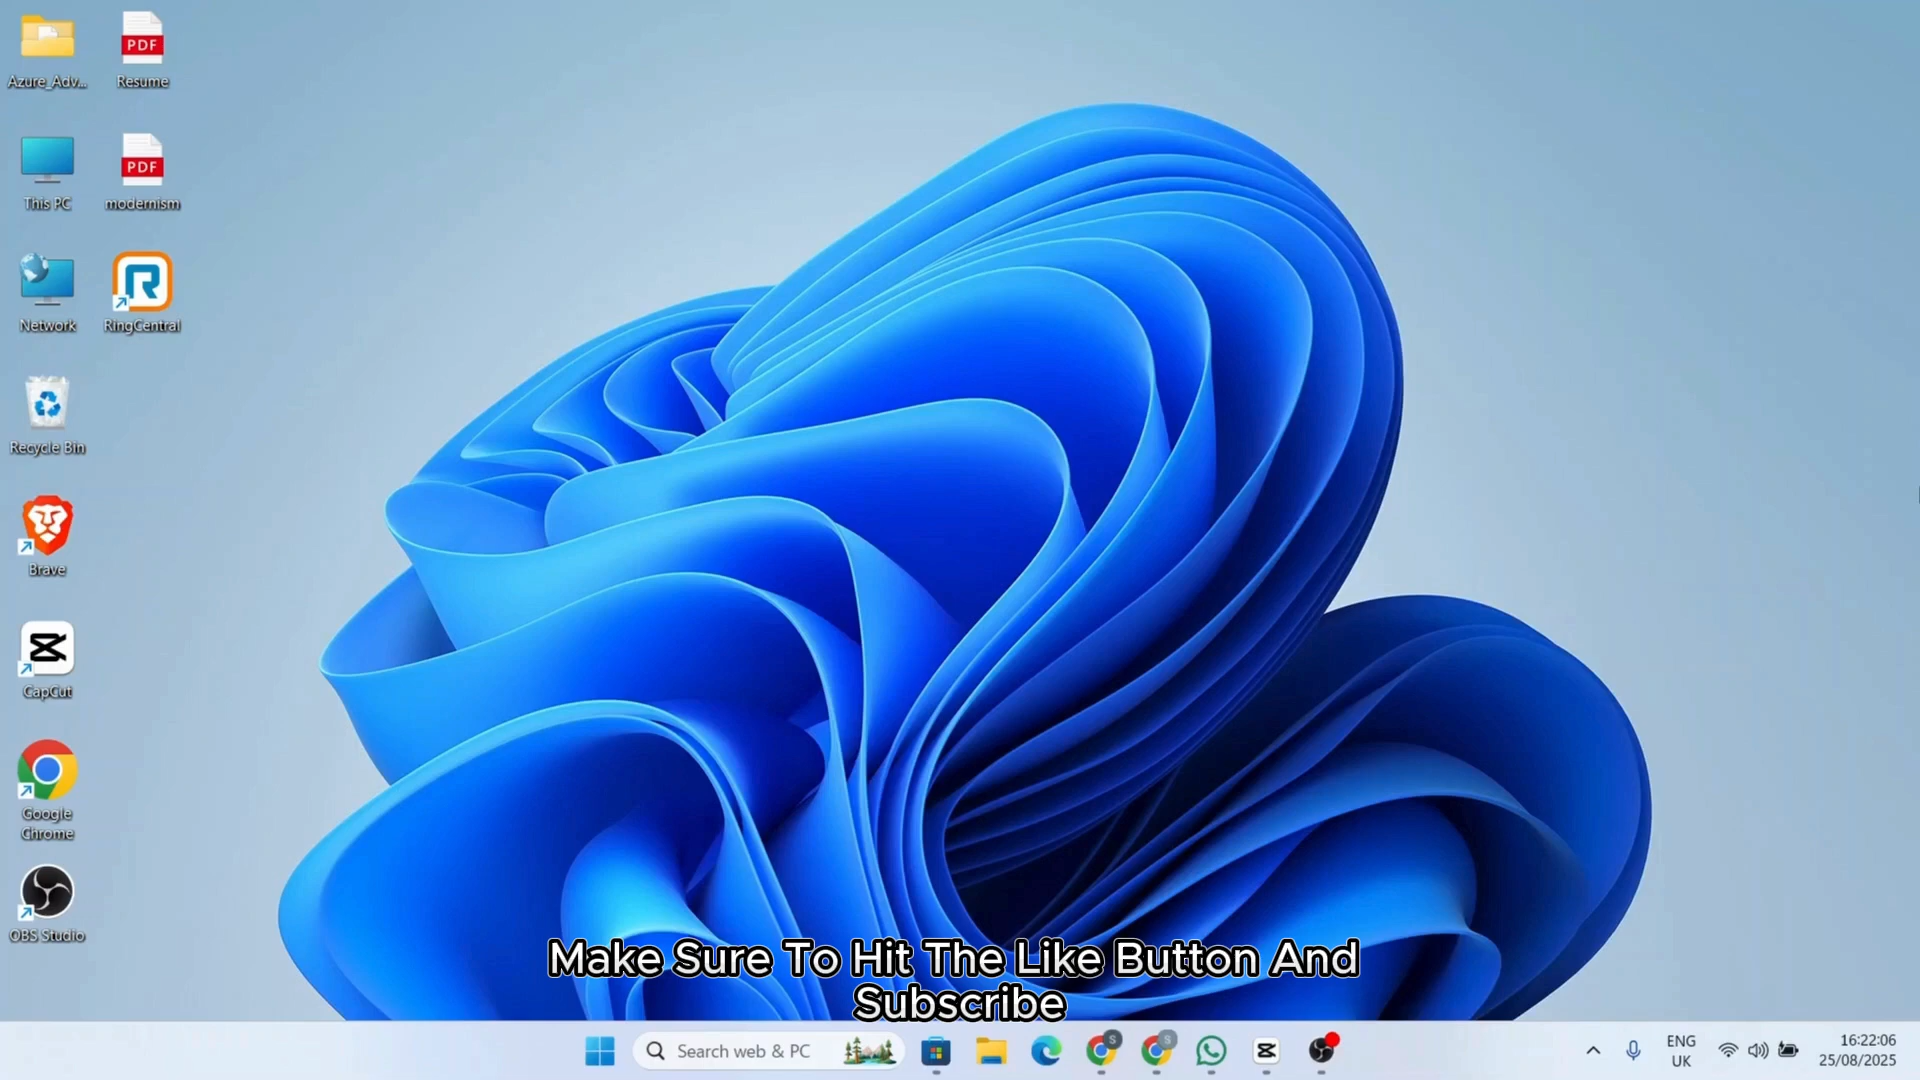 Azure_Adv...
Resume
PDF
This PC
modernism
PDF
Network
RingCentral
R
Recycle Bin
Brave
CapCut
Google
Chrome
OBS Studio
Make Sure To Hit The Like Button And
Subscribe
Search web & PC
S
S
ENG
UK
16:22:06
25/08/2025